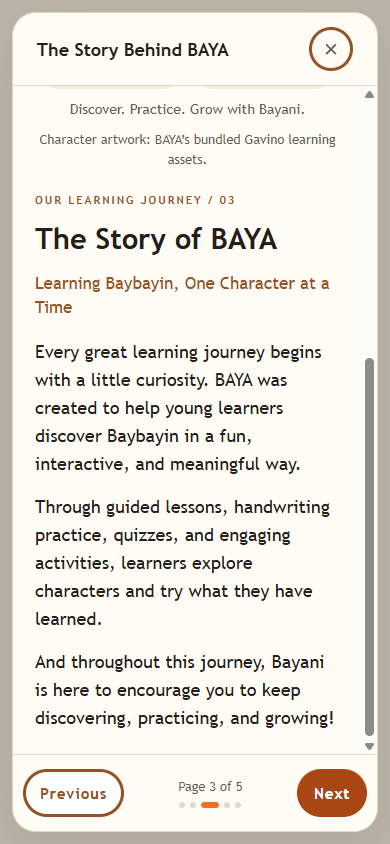 The Story Behind BAYA
Discover. Practice. Grow with Bayani.
Character artwork: BAYA’s bundled Gavino learning
assets.
OUR LEARNING JOURNEY / 03
The Story of BAYA
Learning Baybayin, One Character at a
Time
Every great learning journey begins
with a little curiosity. BAYA was
created to help young learners
discover Baybayin in a fun,
interactive, and meaningful way.
Through guided lessons, handwriting
practice, quizzes, and engaging
activities, learners explore
characters and try what they have
learned.
And throughout this journey, Bayani
is here to encourage you to keep
discovering, practicing, and growing!
Previous
Page 3 of 5
Next